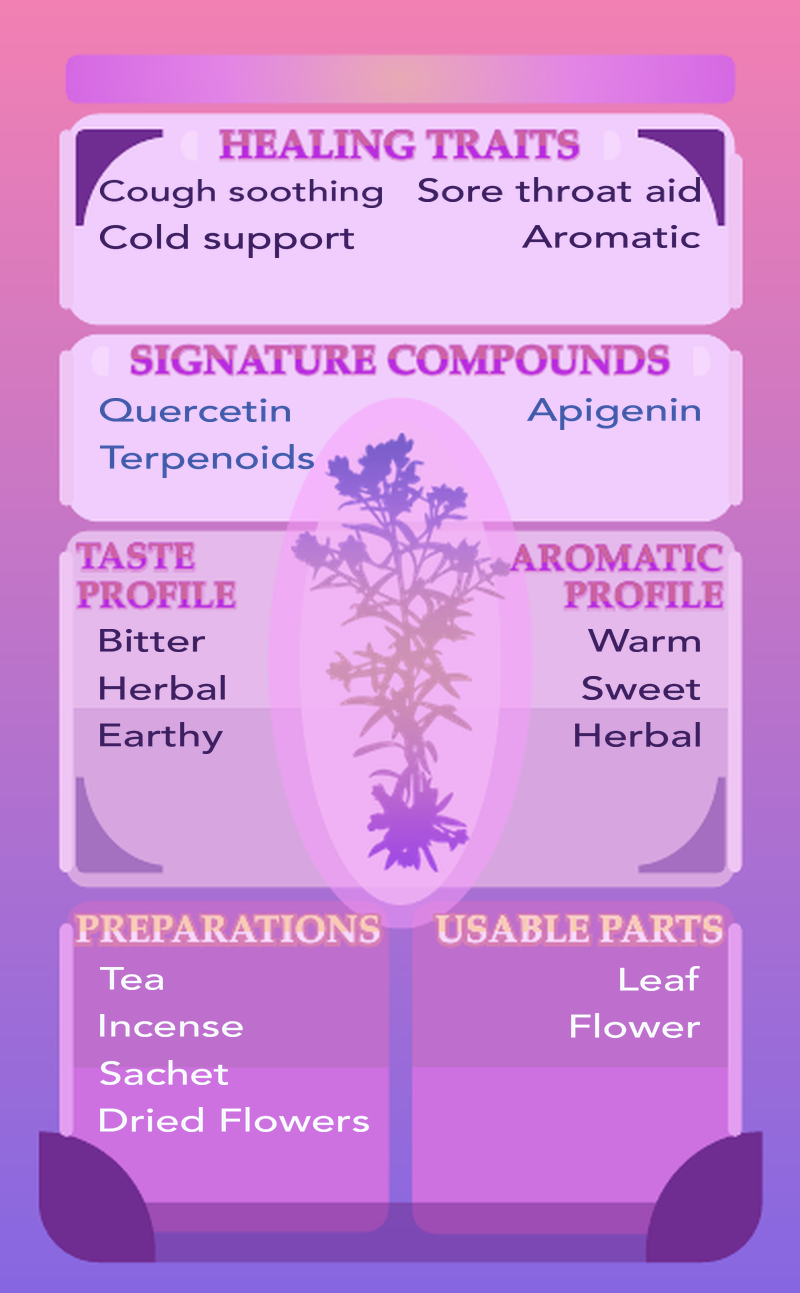 HEALING TRAITS
Cough soothing Sore throat aid
Cold support Aromatic
SIGNATURE COMPOUNDS
Quercetin Apigenin
Terpenoids
TASTE
PROFILE
Bitter
Herbal
Earthy
AROMATIC
PROFILE
Warm
Sweet
Herbal
PREPARATIONS
Tea
Incense
Sachet
Dried Flowers
USABLE PARTS
Leaf
Flower